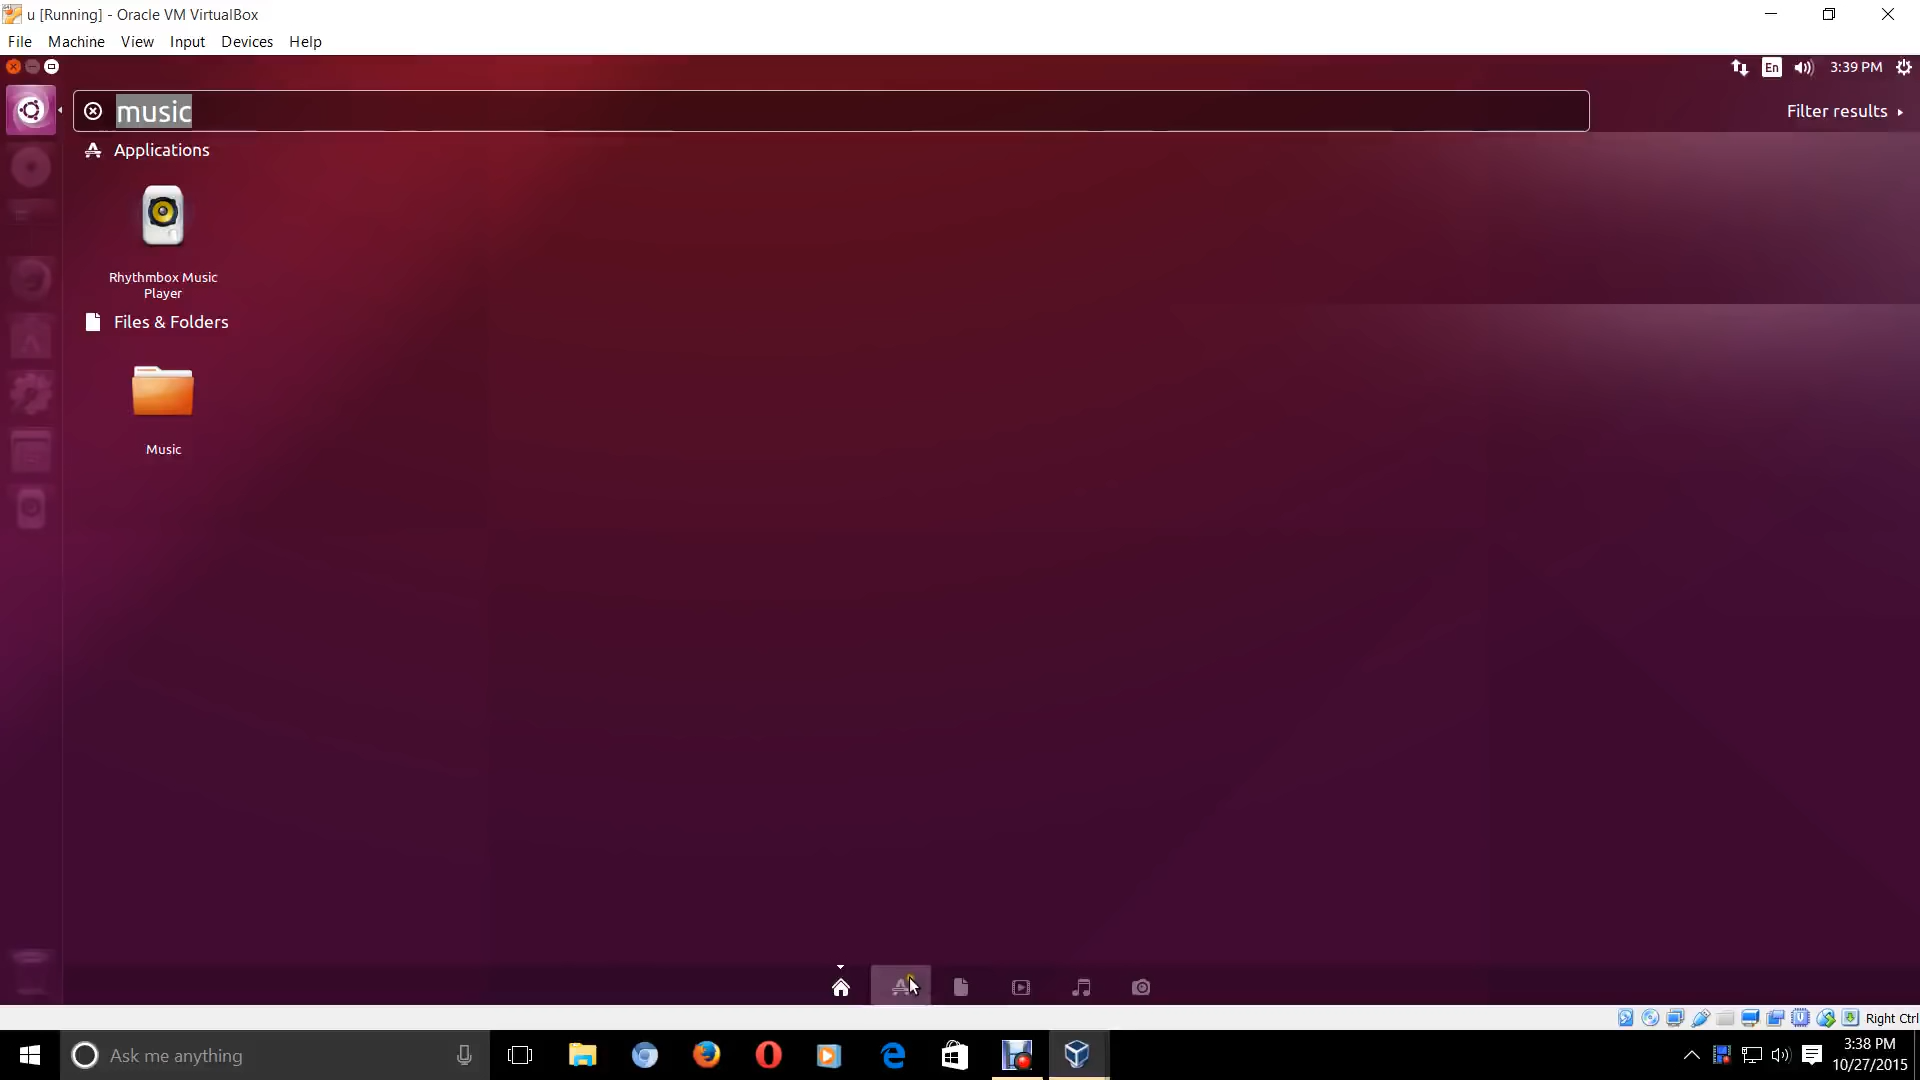 u [Running] - Oracle VM VirtualBox
File Machine View Input Devices Help
En 3:39 PM
music
Filter results
Applications
Rhythmbox Music
Player
Files & Folders
Music
Right Ctrl
Ask me anything
3:38 PM
10/27/2015